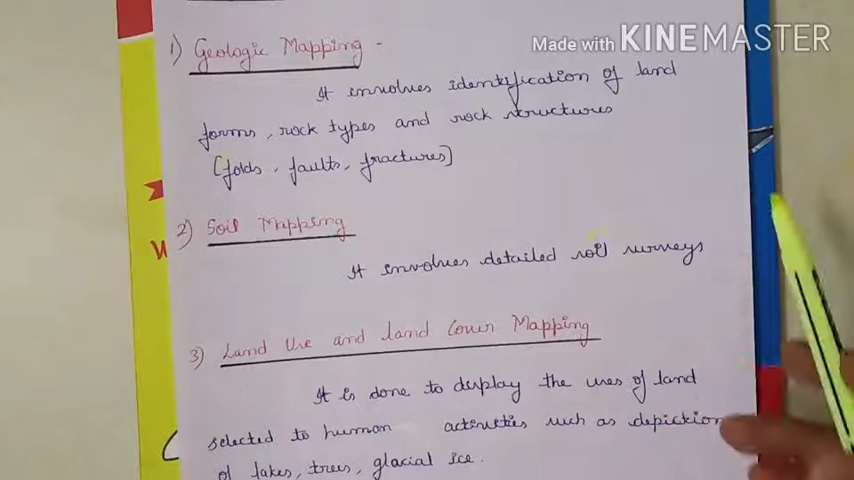 Made with KINEMASTER
1) Geologic Mapping -
It involves identification of land
forms, rock types and rock structures
[folds, faults, fractures]
2) Soil Mapping
It involves detailed soil surveys
3) Land Use and land Cover Mapping
It is done to display the uses of land
selected to human activities such as depiction
of lakes, trees, glacial ice.